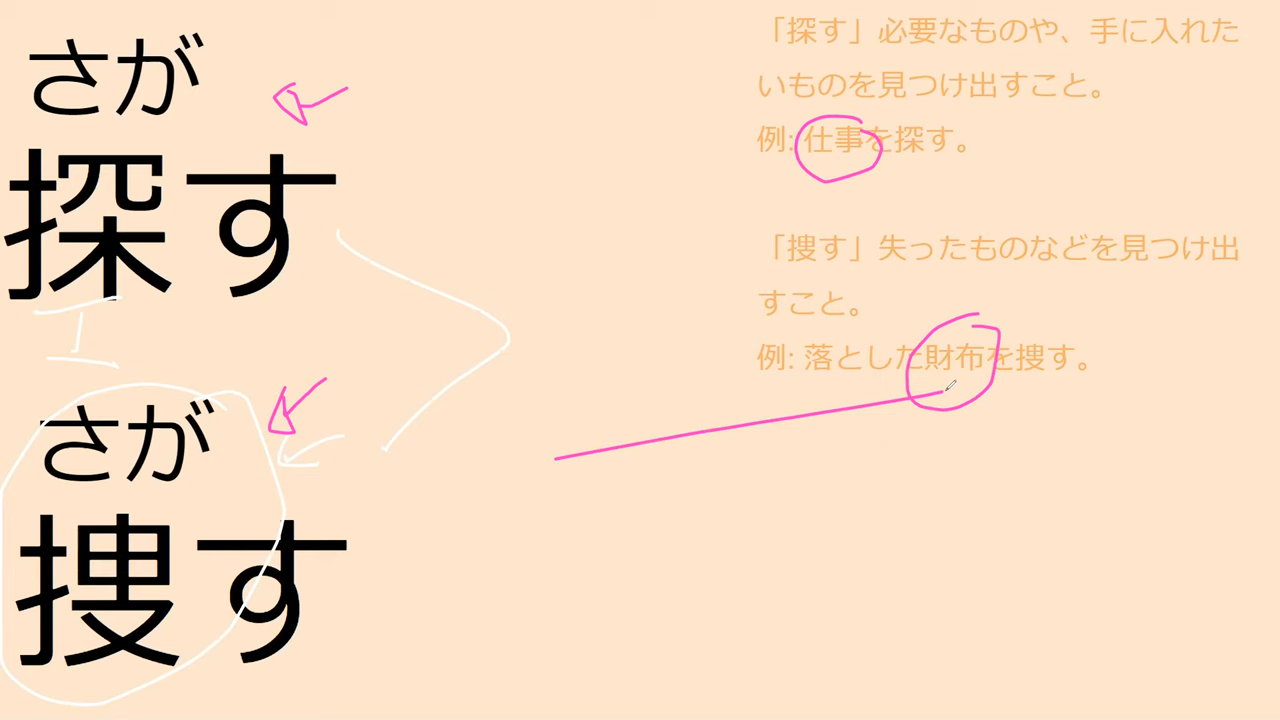 さが
探す
さが
捜す
「探す」必要なものや、手に入れた
いものを見つけ出すこと。
例: 仕事を探す。
「捜す」失ったものなどを見つけ出
すこと。
例: 落とした財布を捜す。